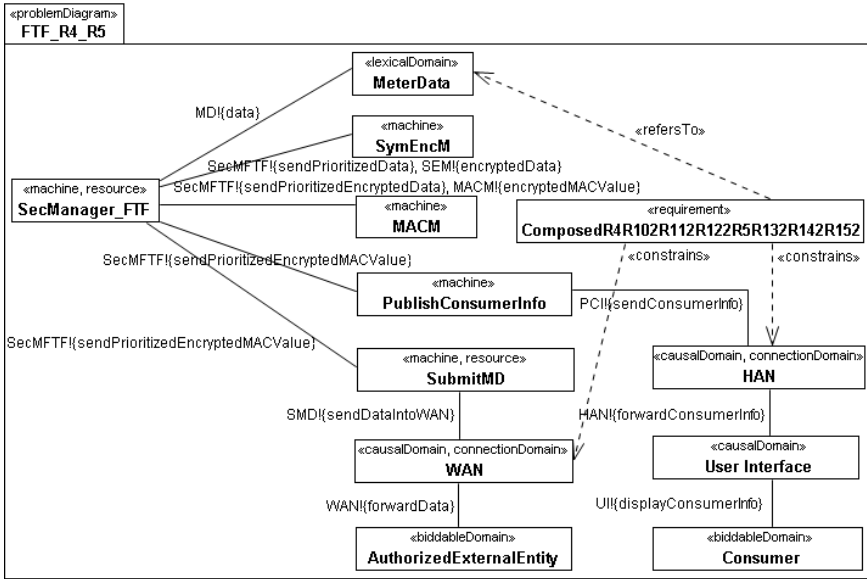 «problemDiagram»
FTF_R4_R5
«lexicalDomain»
MeterData
MD!{data}
«refersTo»
«machine»
SymEncM
SecMFTF!{sendPrioritizedData}, SEM!{encryptedData}
«machine, resource»
SecManager_FTF
SecMFTF!{sendPrioritizedEncryptedData}, MACM!{encryptedMACValue}
«machine»
MACM
«requirement»
ComposedR4R102R112R122R5R132R142R152
SecMFTF!{sendPrioritizedEncryptedMACValue}
«constrains»
«constrains»
«machine»
PublishConsumerInfo
PCI!{sendConsumerInfo}
SecMFTF!{sendPrioritizedEncryptedMACValue}
«machine, resource»
SubmitMD
«causalDomain, connectionDomain»
HAN
SMD!{sendDataIntoWAN}
HAN!{forwardConsumerInfo}
«causalDomain, connectionDomain»
WAN
«causalDomain»
User Interface
WAN!{forwardData}
UI!{displayConsumerInfo}
«biddableDomain»
AuthorizedExternalEntity
«biddableDomain»
Consumer